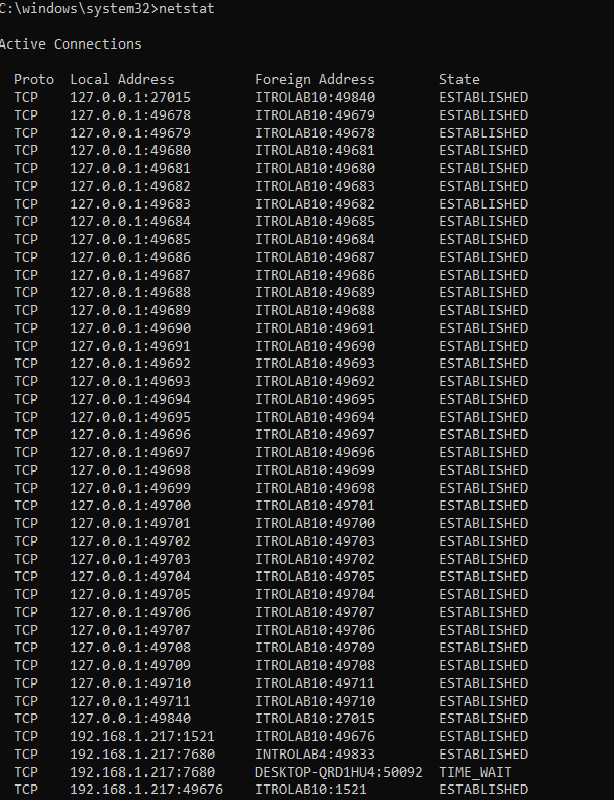 C:\windows\system32>netstat
Active Connections
Proto Local Address Foreign Address State
TCP 127.0.0.1:27015 ITROLAB10:49840 ESTABLISHED
TCP 127.0.0.1:49678 ITROLAB10:49679 ESTABLISHED
TCP 127.0.0.1:49679 ITROLAB10:49678 ESTABLISHED
TCP 127.0.0.1:49680 ITROLAB10:49681 ESTABLISHED
TCP 127.0.0.1:49681 ITROLAB10:49680 ESTABLISHED
TCP 127.0.0.1:49682 ITROLAB10:49683 ESTABLISHED
TCP 127.0.0.1:49683 ITROLAB10:49682 ESTABLISHED
TCP 127.0.0.1:49684 ITROLAB10:49685 ESTABLISHED
TCP 127.0.0.1:49685 ITROLAB10:49684 ESTABLISHED
TCP 127.0.0.1:49686 ITROLAB10:49687 ESTABLISHED
TCP 127.0.0.1:49687 ITROLAB10:49686 ESTABLISHED
TCP 127.0.0.1:49688 ITROLAB10:49689 ESTABLISHED
TCP 127.0.0.1:49689 ITROLAB10:49688 ESTABLISHED
TCP 127.0.0.1:49690 ITROLAB10:49691 ESTABLISHED
TCP 127.0.0.1:49691 ITROLAB10:49690 ESTABLISHED
TCP 127.0.0.1:49692 ITROLAB10:49693 ESTABLISHED
TCP 127.0.0.1:49693 ITROLAB10:49692 ESTABLISHED
TCP 127.0.0.1:49694 ITROLAB10:49695 ESTABLISHED
TCP 127.0.0.1:49695 ITROLAB10:49694 ESTABLISHED
TCP 127.0.0.1:49696 ITROLAB10:49697 ESTABLISHED
TCP 127.0.0.1:49697 ITROLAB10:49696 ESTABLISHED
TCP 127.0.0.1:49698 ITROLAB10:49699 ESTABLISHED
TCP 127.0.0.1:49699 ITROLAB10:49698 ESTABLISHED
TCP 127.0.0.1:49700 ITROLAB10:49701 ESTABLISHED
TCP 127.0.0.1:49701 ITROLAB10:49700 ESTABLISHED
TCP 127.0.0.1:49702 ITROLAB10:49703 ESTABLISHED
TCP 127.0.0.1:49703 ITROLAB10:49702 ESTABLISHED
TCP 127.0.0.1:49704 ITROLAB10:49705 ESTABLISHED
TCP 127.0.0.1:49705 ITROLAB10:49704 ESTABLISHED
TCP 127.0.0.1:49706 ITROLAB10:49707 ESTABLISHED
TCP 127.0.0.1:49707 ITROLAB10:49706 ESTABLISHED
TCP 127.0.0.1:49708 ITROLAB10:49709 ESTABLISHED
TCP 127.0.0.1:49709 ITROLAB10:49708 ESTABLISHED
TCP 127.0.0.1:49710 ITROLAB10:49711 ESTABLISHED
TCP 127.0.0.1:49711 ITROLAB10:49710 ESTABLISHED
TCP 127.0.0.1:49840 ITROLAB10:27015 ESTABLISHED
TCP 192.168.1.217:1521 ITROLAB10:49676 ESTABLISHED
TCP 192.168.1.217:7680 INTROLAB4:49833 ESTABLISHED
TCP 192.168.1.217:7680 DESKTOP-QRD1HU4:50092 TIME_WAIT
TCP 192.168.1.217:49676 ITROLAB10:1521 ESTABLISHED